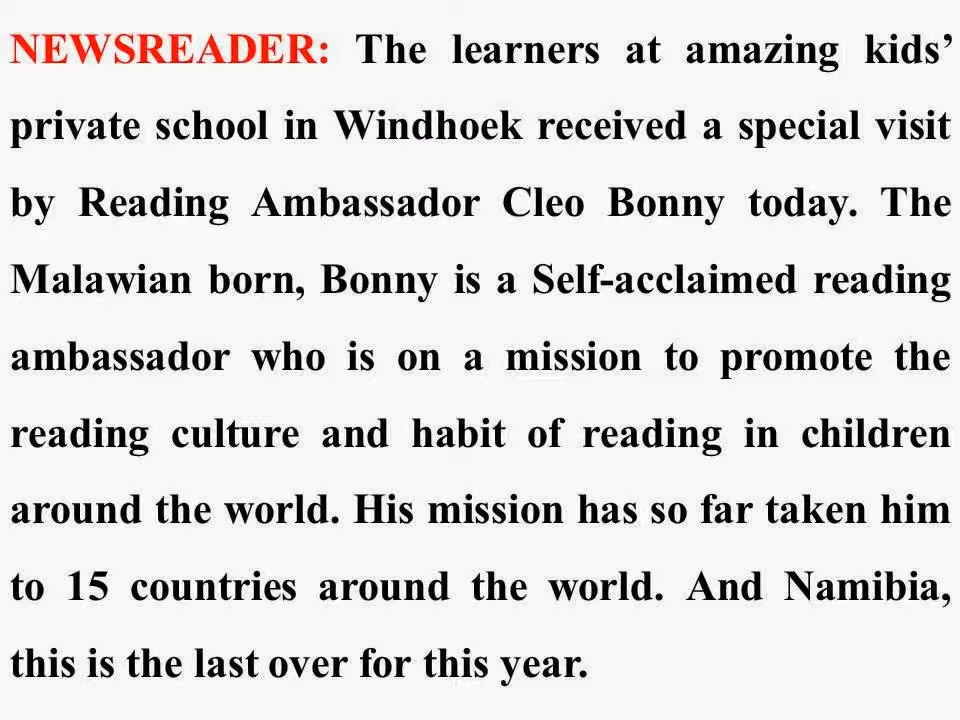 NEWSREADER: The learners at amazing kids’
private school in Windhoek received a special visit
by Reading Ambassador Cleo Bonny today. The
Malawian born, Bonny is a Self-acclaimed reading
ambassador who is on a mission to promote the
reading culture and habit of reading in children
around the world. His mission has so far taken him
to 15 countries around the world. And Namibia,
this is the last over for this year.